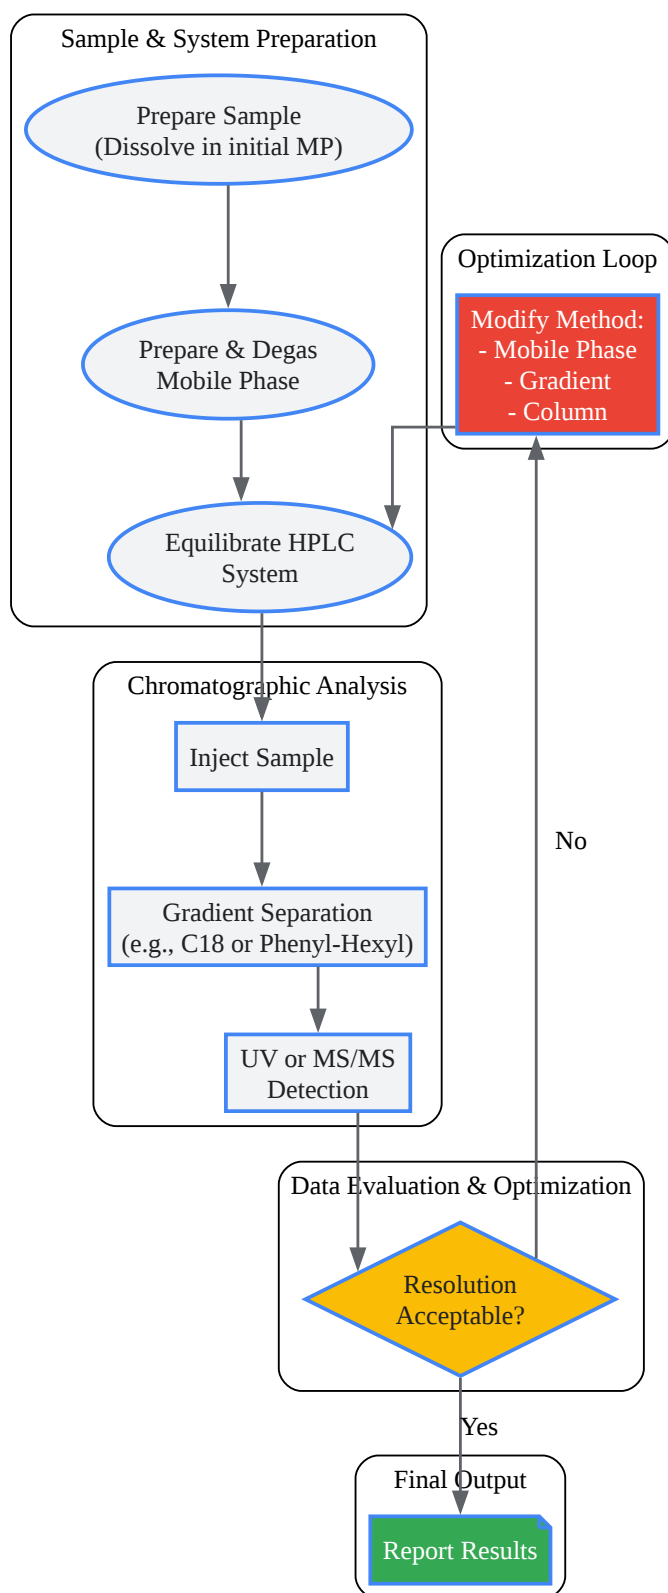 Sample & System Preparation
Prepare Sample
(Dissolve in initial MP)
Prepare & Degas
Mobile Phase
Equilibrate HPLC
System
Optimization Loop
Modify Method:
- Mobile Phase
- Gradient
- Column
Chromatographic Analysis
Inject Sample
Gradient Separation
(e.g., C18 or Phenyl-Hexyl)
UV or MS/MS
Detection
No
Data Evaluation & Optimization
Resolution
Acceptable?
Yes
Final Output
Report Results